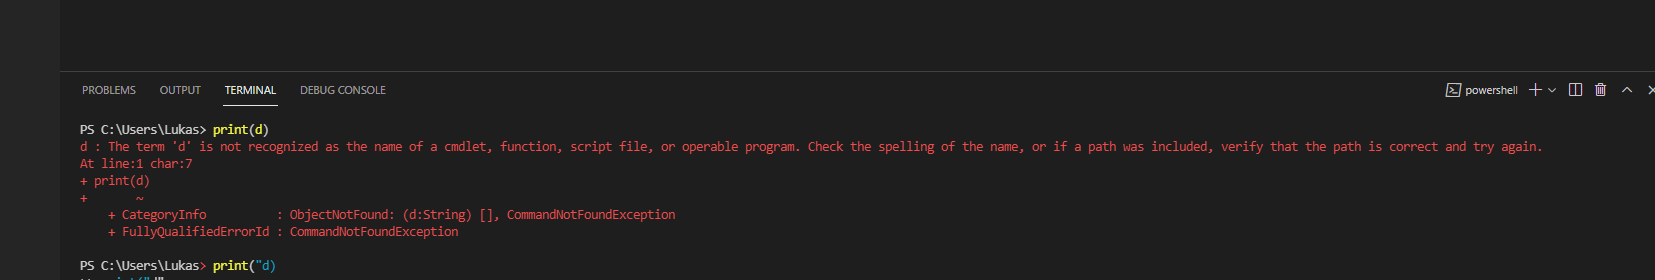 PROBLEMS OUTPUT TERMINAL DEBUG CONSOLE powershell
PS C:\Users\Lukas> print(d)
d : The term 'd' is not recognized as the name of a cmdlet, function, script file, or operable program. Check the spelling of the name, or if a path was included, verify that the path is correct and try again.
At line:1 char:7
+ print(d)
+       ~
    + CategoryInfo          : ObjectNotFound: (d:String) [], CommandNotFoundException
    + FullyQualifiedErrorId : CommandNotFoundException
PS C:\Users\Lukas> print("d)